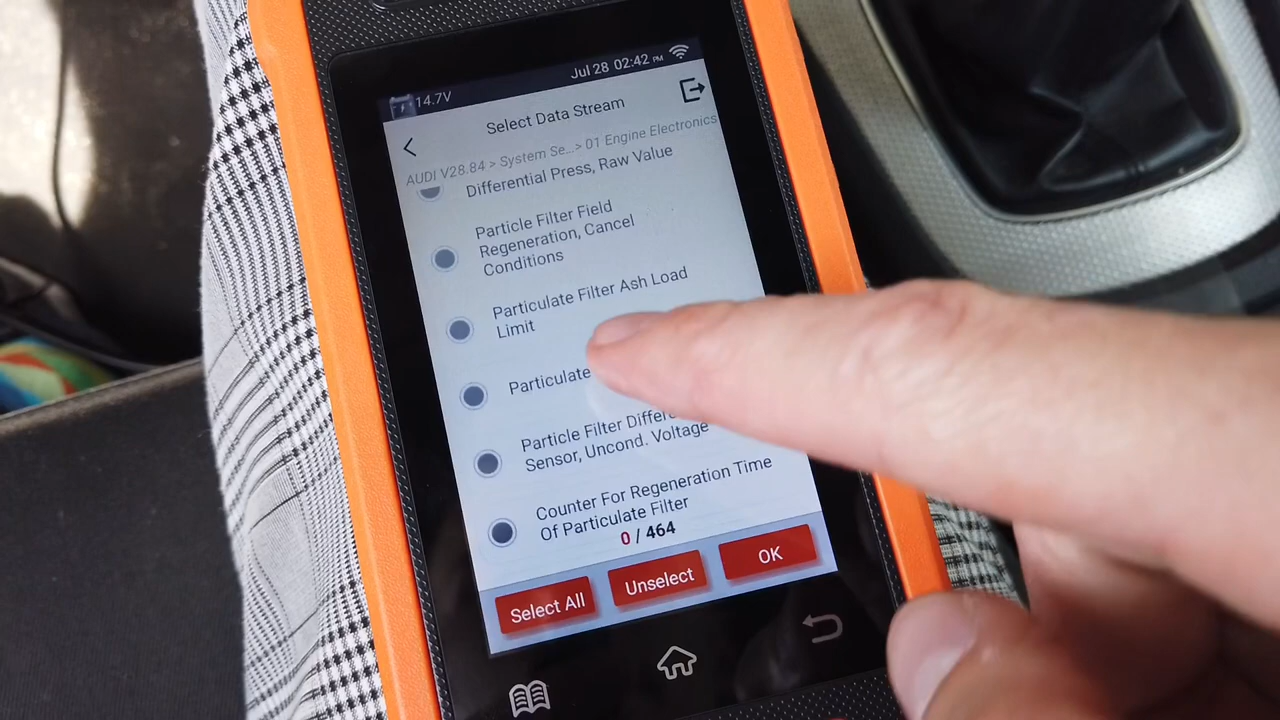 Jul 28 02:42 PM
14.7V
Select Data Stream
AUDI V28.84 > System Se...> 01 Engine Electronics
Differential Press, Raw Value
Particle Filter Field
Regeneration, Cancel
Conditions
Particulate Filter Ash Load
Limit
Particulate
Particle Filter Differe
Sensor, Uncond. Voltage
Counter For Regeneration Time
Of Particulate Filter
0 / 464
Select All
Unselect
OK